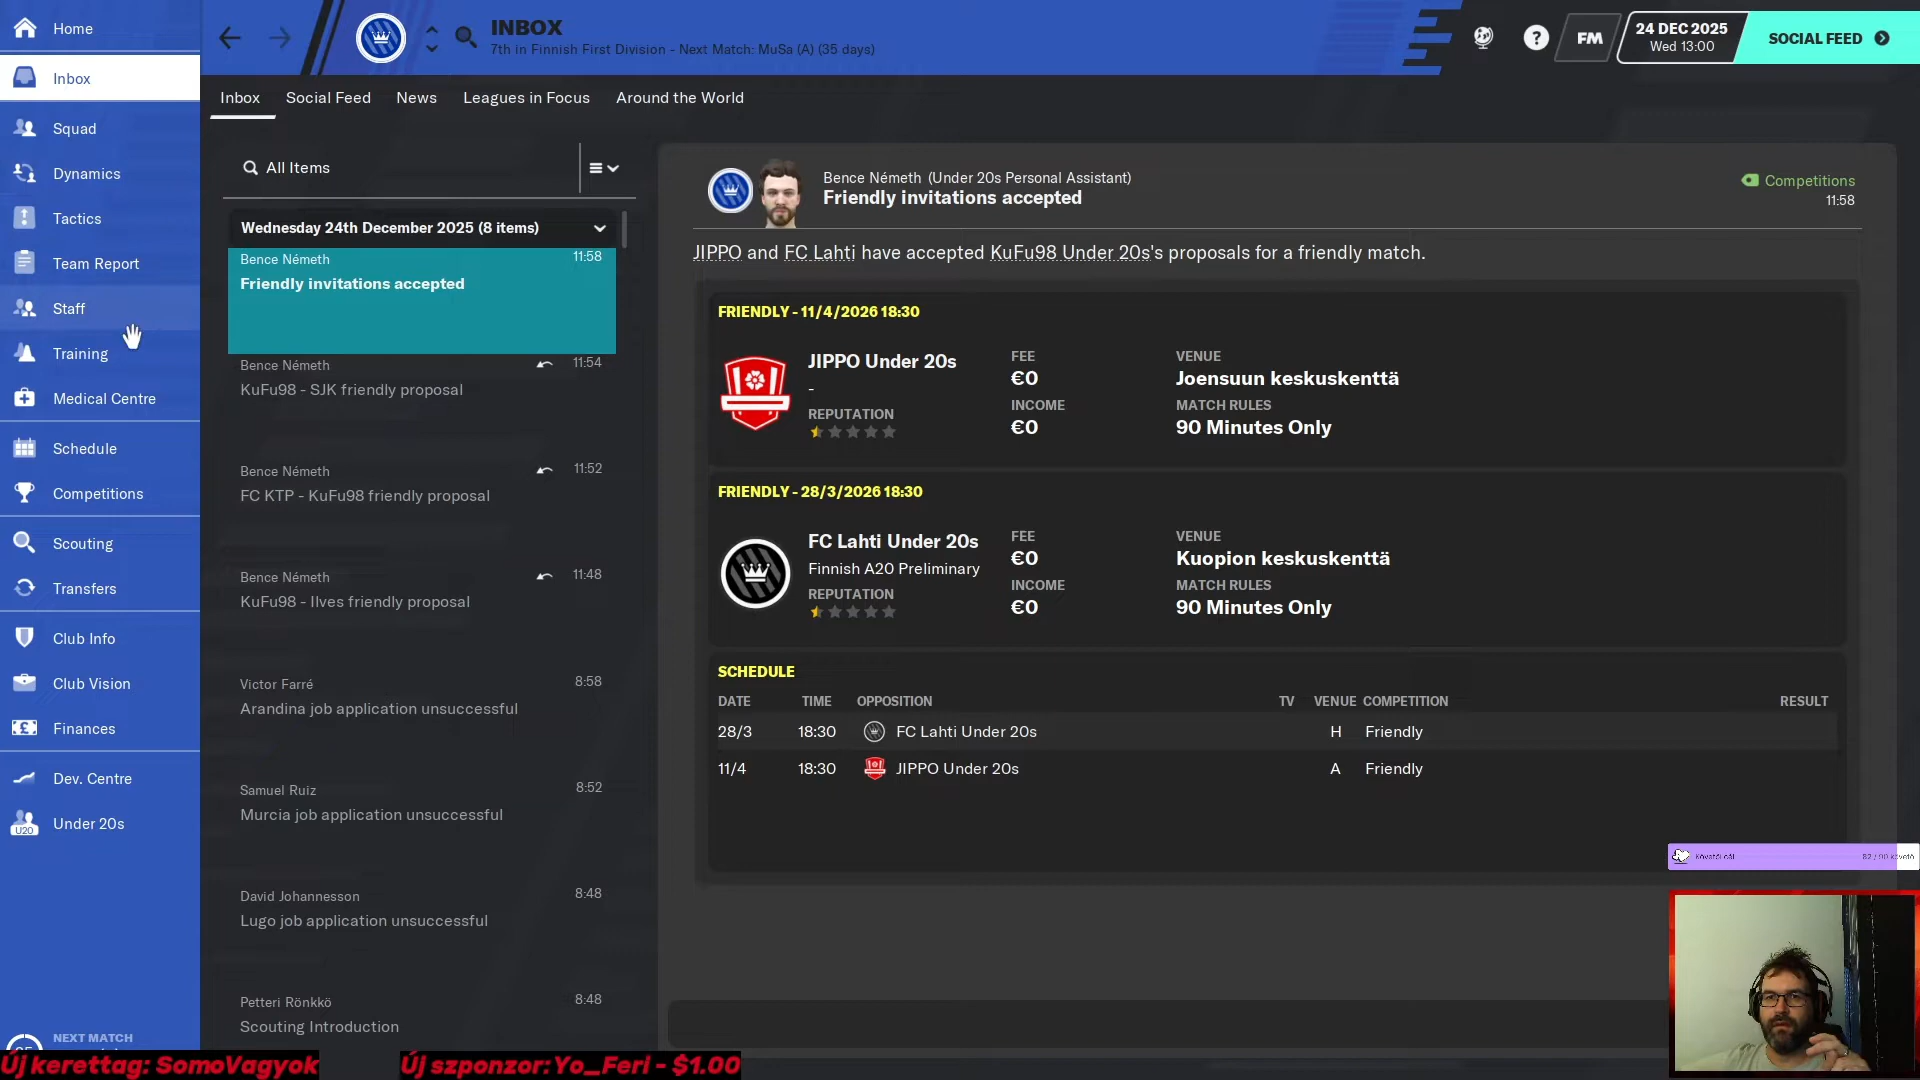 Home
Inbox
Squad
Dynamics
Tactics
Team Report
Staff
Training
Medical Centre
Schedule
Competitions
Scouting
Transfers
Club Info
Club Vision
Finances
Dev. Centre
U20
Under 20s
NEXT MATCH
INBOX
7th in Finnish First Division - Next Match: MuSa (A) (35 days)
?
FM
24 DEC 2025
Wed 13:00
SOCIAL FEED
Inbox
Social Feed
News
Leagues in Focus
Around the World
All Items
Wednesday 24th December 2025 (8 items)
Bence Németh 11:58
Friendly invitations accepted
Bence Németh 11:54
KuFu98 - SJK friendly proposal
Bence Németh 11:52
FC KTP - KuFu98 friendly proposal
Bence Németh 11:48
KuFu98 - Ilves friendly proposal
Victor Farré 8:58
Arandina job application unsuccessful
Samuel Ruiz 8:52
Murcia job application unsuccessful
David Johannesson 8:48
Lugo job application unsuccessful
Petteri Rönkkö 8:48
Scouting Introduction
Bence Németh (Under 20s Personal Assistant)
Friendly invitations accepted
Competitions
11:58
JIPPO and FC Lahti have accepted KuFu98 Under 20s's proposals for a friendly match.
FRIENDLY - 11/4/2026 18:30
JIPPO Under 20s
-
REPUTATION
FEE
€0
INCOME
€0
VENUE
Joensuun keskuskenttä
MATCH RULES
90 Minutes Only
FRIENDLY - 28/3/2026 18:30
FC Lahti Under 20s
Finnish A20 Preliminary
REPUTATION
FEE
€0
INCOME
€0
VENUE
Kuopion keskuskenttä
MATCH RULES
90 Minutes Only
SCHEDULE
DATE TIME OPPOSITION TV VENUE COMPETITION RESULT
28/3 18:30 FC Lahti Under 20s H Friendly
11/4 18:30 JIPPO Under 20s A Friendly
Követői cél 82 / 90 követő
Új kerettag: SomoVagyok
Új szponzor: Yo_Feri - $1.00